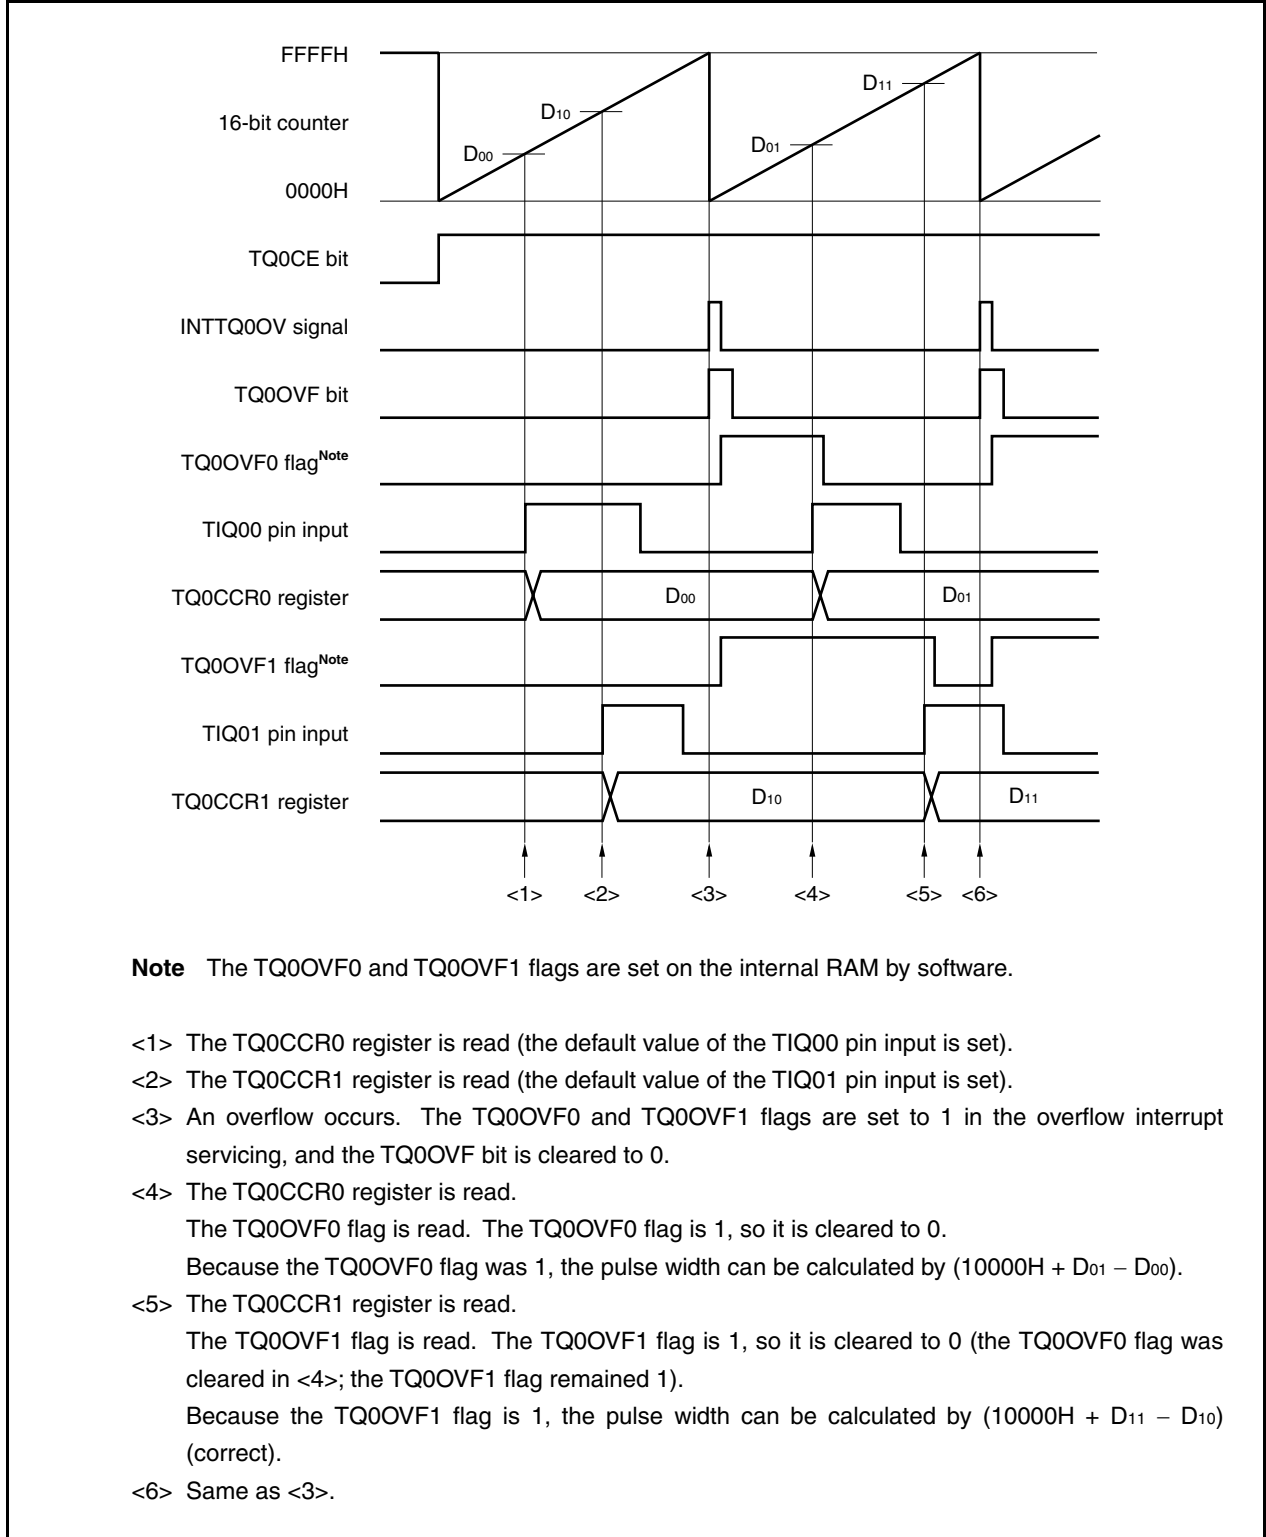 FFFFH
D11
D10
16-bit counter
D01
D00
0000H
TQ0CE bit
INTTQ0OV signal
TQ0OVF bit
TQ0OVF0 flagNote
TIQ00 pin input
TQ0CCR0 register D00 D01
TQ0OVF1 flagNote
TIQ01 pin input
TQ0CCR1 register D10 D11
<1> <2> <3> <4> <5> <6>
Note The TQ0OVF0 and TQ0OVF1 flags are set on the internal RAM by software.
<1> The TQ0CCR0 register is read (the default value of the TIQ00 pin input is set).
<2> The TQ0CCR1 register is read (the default value of the TIQ01 pin input is set).
<3> An overflow occurs. The TQ0OVF0 and TQ0OVF1 flags are set to 1 in the overflow interrupt
servicing, and the TQ0OVF bit is cleared to 0.
<4> The TQ0CCR0 register is read.
The TQ0OVF0 flag is read. The TQ0OVF0 flag is 1, so it is cleared to 0.
Because the TQ0OVF0 flag was 1, the pulse width can be calculated by (10000H + D01 − D00).
<5> The TQ0CCR1 register is read.
The TQ0OVF1 flag is read. The TQ0OVF1 flag is 1, so it is cleared to 0 (the TQ0OVF0 flag was
cleared in <4>; the TQ0OVF1 flag remained 1).
Because the TQ0OVF1 flag is 1, the pulse width can be calculated by (10000H + D11 − D10)
(correct).
<6> Same as <3>.